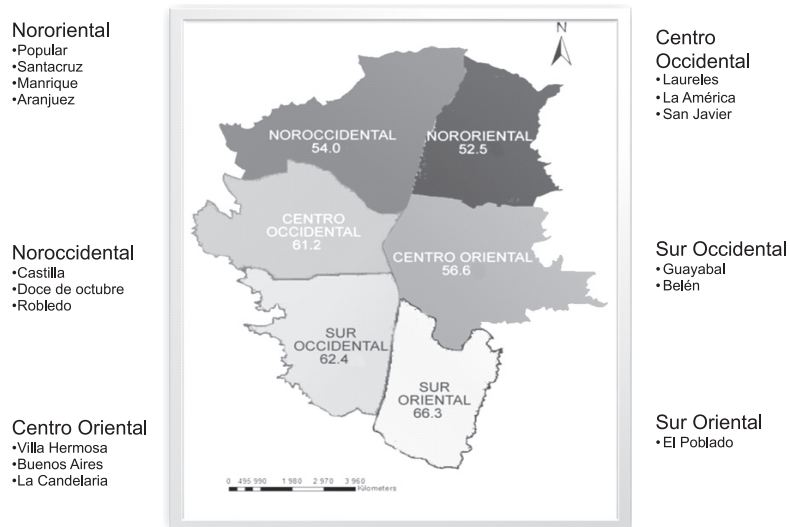 Nororiental
•Popular
•Santacruz
•Manrique
•Aranjuez
Noroccidental
•Castilla
•Doce de octubre
•Robledo
Centro Oriental
•Villa Hermosa
•Buenos Aires
•La Candelaria
N
NOROCCIDENTAL
54.0
NORORIENTAL
52.5
CENTRO
OCCIDENTAL
61.2
CENTRO ORIENTAL
56.6
SUR
OCCIDENTAL
62.4
SUR
ORIENTAL
66.3
0 495 990 1 980 2 970 3 960
Kilometers
Centro
Occidental
•Laureles
•La América
•San Javier
Sur Occidental
•Guayabal
•Belén
Sur Oriental
•El Poblado